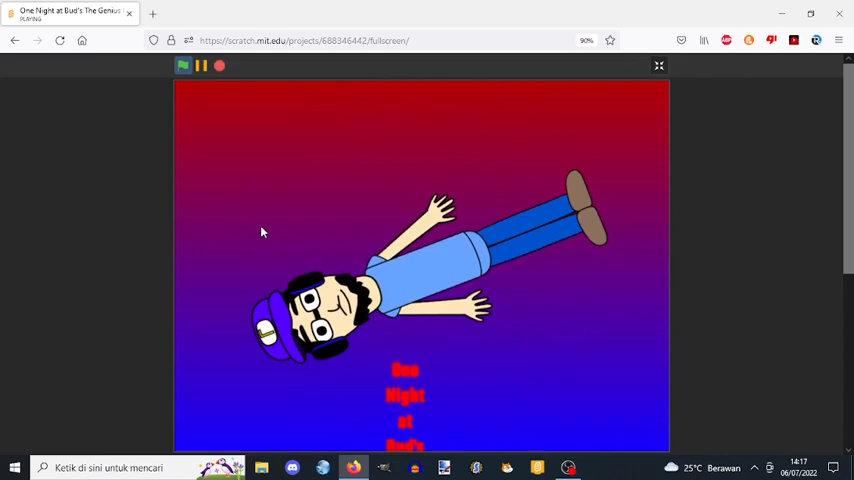 One Night at Bud's The Genius
PLAYING
https://scratch.mit.edu/projects/688346442/fullscreen/
90%
ABP
L
One
Night
at
Bud's
Ketik di sini untuk mencari
25°C Berawan
14:17
06/07/2022